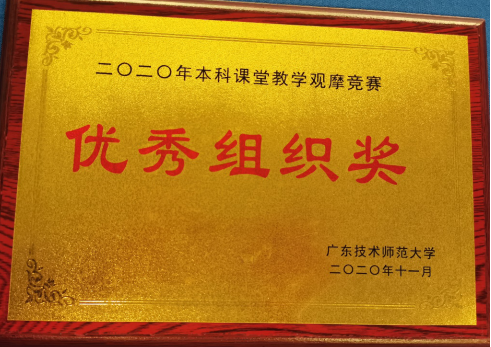 二〇二〇年本科课堂教学观摩竞赛
优秀组织奖
广东技术师范大学
二〇二〇年十一月